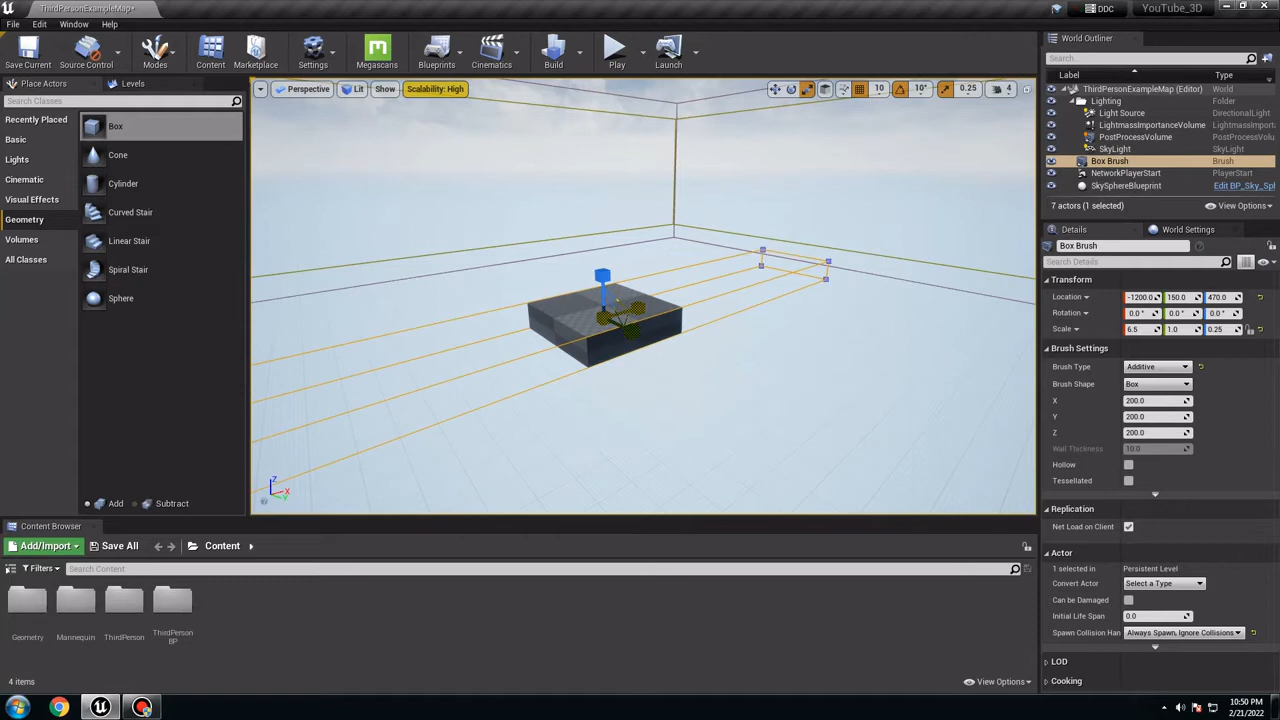 ThirdPersonExampleMap*
DDC
YouTube_3D
File Edit Window Help
Save Current
Source Control
Modes
Content
Marketplace
Settings
Megascans
Blueprints
Cinematics
Build
Play
Launch
Place Actors
Levels
Search Classes
Recently Placed
Basic
Lights
Cinematic
Visual Effects
Geometry
Volumes
All Classes
Box
Cone
Cylinder
Curved Stair
Linear Stair
Spiral Stair
Sphere
Add
Subtract
Perspective
Lit
Show
Scalability: High
10
10°
0.25
4
Z
X
Y
World Outliner
Search...
Label
Type
ThirdPersonExampleMap (Editor)
Lighting Folder
Light Source DirectionalLight
LightmassImportanceVolume LightmassImport
PostProcessVolume PostProcessVolu
SkyLight SkyLight
Box Brush Brush
NetworkPlayerStart PlayerStart
SkySphereBlueprint Edit BP_Sky_Spl
7 actors (1 selected)
View Options
Details
World Settings
Box Brush
Search Details
Transform
Location -1200.0 150.0 470.0
Rotation 0.0 ° 0.0 ° 0.0 °
Scale 6.5 1.0 0.25
Brush Settings
Brush Type Additive
Brush Shape Box
X 200.0
Y 200.0
Z 200.0
Wall Thickness 10.0
Hollow
Tessellated
Replication
Net Load on Client
Actor
1 selected in Persistent Level
Convert Actor Select a Type
Can be Damaged
Initial Life Span 0.0
Spawn Collision Han Always Spawn, Ignore Collisions
LOD
Cooking
Content Browser
Add/Import
Save All
Content
Filters
Search Content
Geometry
Mannequin
ThirdPerson
ThirdPerson
BP
4 items
View Options
10:50 PM
2/21/2022